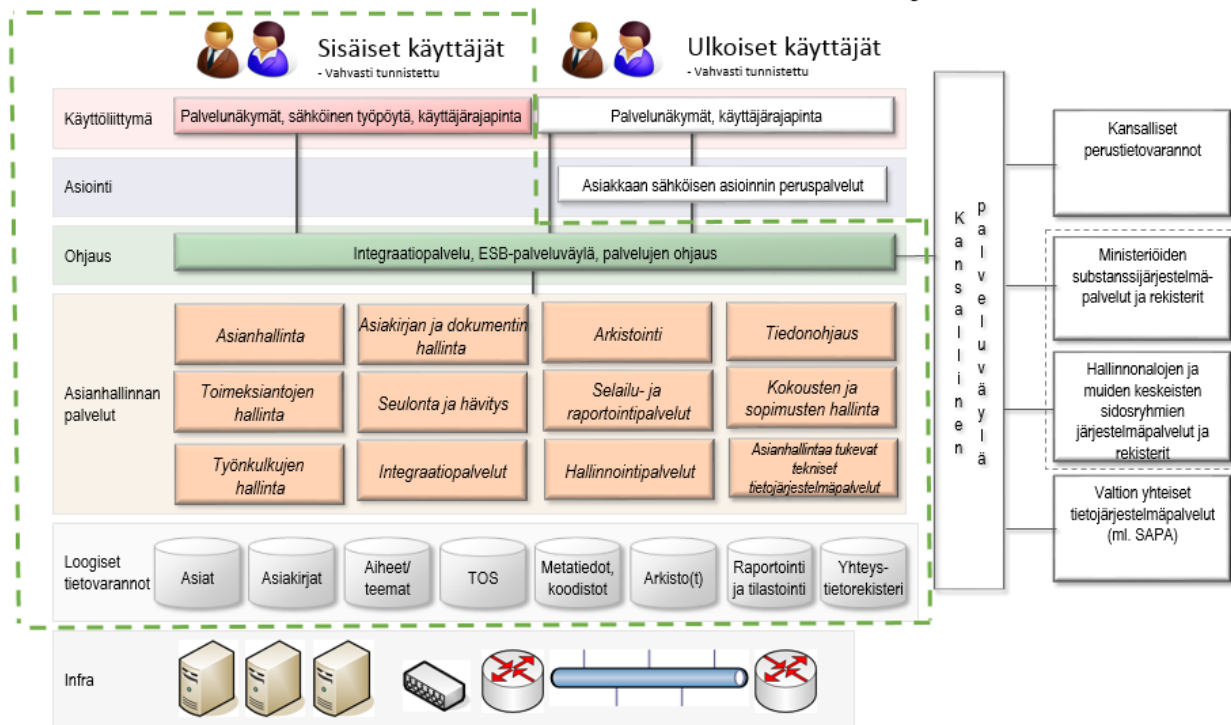 Sisäiset käyttäjät
- Vahvasti tunnistettu
Ulkoiset käyttäjät
- Vahvasti tunnistettu
Käyttöliittymä
Palvelunäkymät, sähköinen työpöytä, käyttäjärajapinta
Palvelunäkymät, käyttäjärajapinta
Asiointi
Asiakkaan sähköisen asioinnin peruspalvelut
Ohjaus
Integraatiopalvelu, ESB-palveluväylä, palvelujen ohjaus
Asianhallinnan
palvelut
Asianhallinta
Asiakirjan ja dokumentin
hallinta
Arkistointi
Tiedonohjaus
Toimeksiantojen
hallinta
Seulonta ja hävitys
Selailu- ja
raportointipalvelut
Kokousten ja
sopimusten hallinta
Työnkulkujen
hallinta
Integraatiopalvelut
Hallinnointipalvelut
Asianhallintaa tukevat
tekniset
tietojärjestelmäpalvelut
Loogiset
tietovarannot
Asiat
Asiakirjat
Aiheet/
teemat
TOS
Metatiedot,
koodistot
Arkisto(t)
Raportointi
ja tilastointi
Yhteys-
tietorekisteri
Infra
Kansallinen
palveluväylä
Kansalliset
perustietovarannot
Ministeriöiden
substanssijärjestelmä-
palvelut ja rekisterit
Hallinnonalojen ja
muiden keskeisten
sidosryhmien
järjestelmäpalvelut ja
rekisterit
Valtion yhteiset
tietojärjestelmäpalvelut
(ml. SAPA)